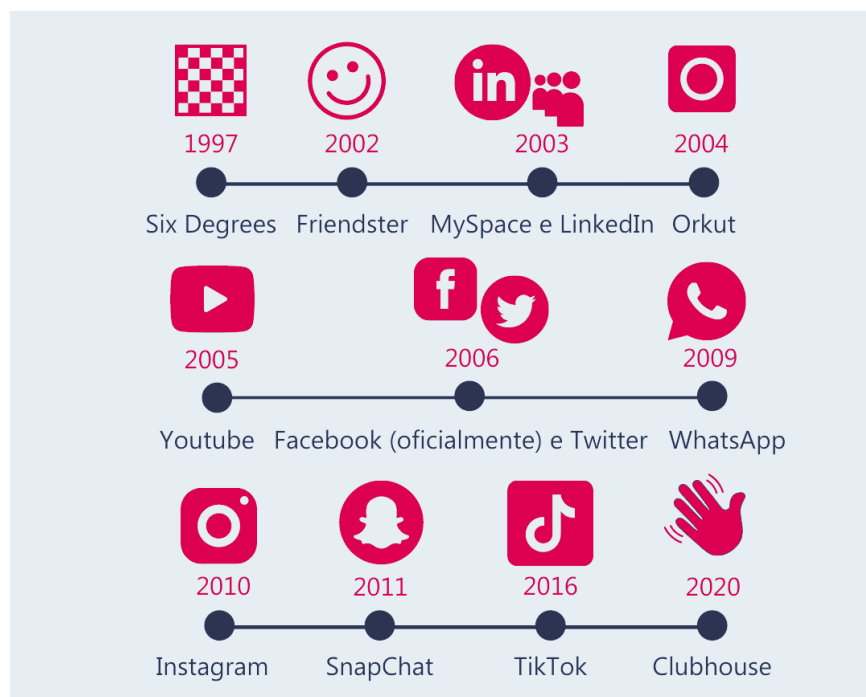 in
1997 2002 2003 2004
Six Degrees Friendster MySpace e LinkedIn Orkut
f
2005 2006 2009
Youtube Facebook (oficialmente) e Twitter WhatsApp
2010 2011 2016 2020
Instagram SnapChat TikTok Clubhouse